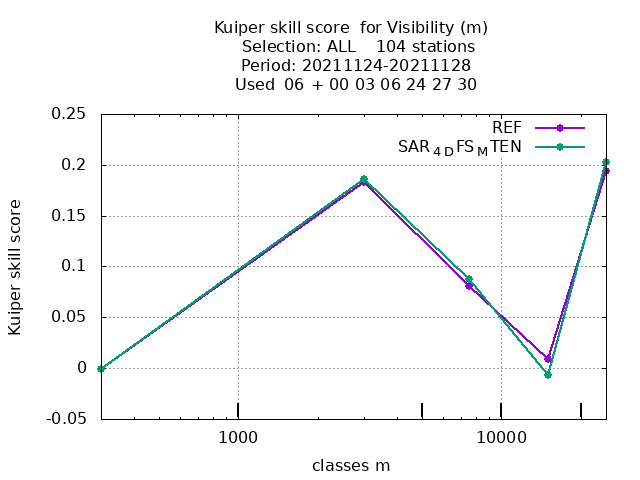 Kuiper skill score  for Visibility (m)
Selection: ALL    104 stations
Period: 20211124-20211128
Used  06 + 00 03 06 24 27 30
REF
SAR4DFSMTEN
0.25
0.2
0.15
0.1
0.05
0
-0.05
Kuiper skill score
1000
10000
classes m